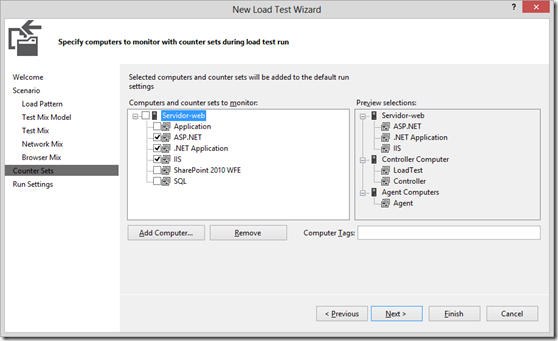 New Load Test Wizard
?
Specify computers to monitor with counter sets during load test run
Welcome
Scenario
Load Pattern
Test Mix Model
Test Mix
Network Mix
Browser Mix
Counter Sets
Run Settings
Selected computers and counter sets will be added to the default run
settings
Computers and counter sets to monitor:
Servidor-web
Application
ASP.NET
.NET Application
IIS
SharePoint 2010 WFE
SQL
Preview selections:
Servidor-web
ASP.NET
.NET Application
IIS
Controller Computer
LoadTest
Controller
Agent Computers
Agent
Add Computer...
Remove
Computer Tags:
< Previous
Next >
Finish
Cancel